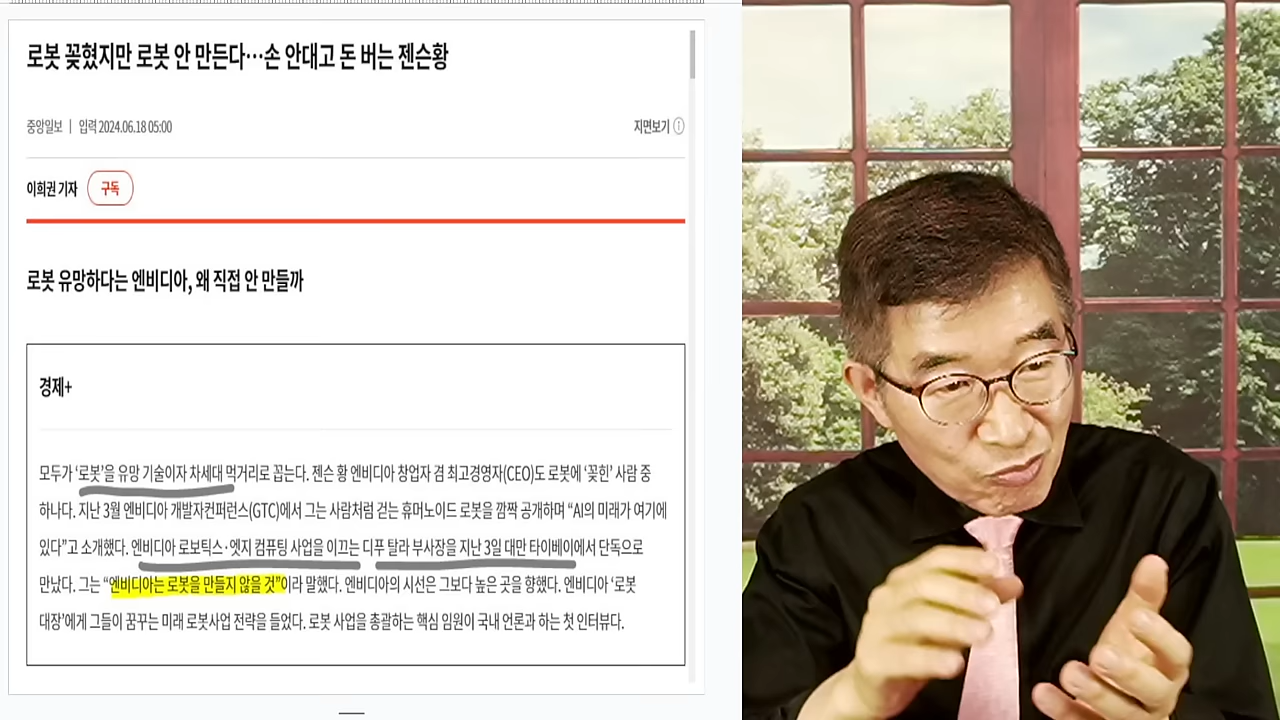 로봇 꽂혔지만 로봇 안 만든다…손 안대고 돈 버는 젠슨황
중앙일보 | 입력 2024.06.18 05:00
지면보기 ⓘ
이희권 기자 구독
로봇 유망하다는 엔비디아, 왜 직접 안 만들까
경제+
모두가 ‘로봇’을 유망 기술이자 차세대 먹거리로 꼽는다. 젠슨 황 엔비디아 창업자 겸 최고경영자(CEO)도 로봇에 ‘꽂힌’ 사람 중
하나다. 지난 3월 엔비디아 개발자컨퍼런스(GTC)에서 그는 사람처럼 걷는 휴머노이드 로봇을 깜짝 공개하며 “AI의 미래가 여기에
있다”고 소개했다. 엔비디아 로보틱스·엣지 컴퓨팅 사업을 이끄는 디푸 탈라 부사장을 지난 3일 대만 타이베이에서 단독으로
만났다. 그는 “엔비디아는 로봇을 만들지 않을 것”이라 말했다. 엔비디아의 시선은 그보다 높은 곳을 향했다. 엔비디아 ‘로봇
대장’에게 그들이 꿈꾸는 미래 로봇사업 전략을 들었다. 로봇 사업을 총괄하는 핵심 임원이 국내 언론과 하는 첫 인터뷰다.